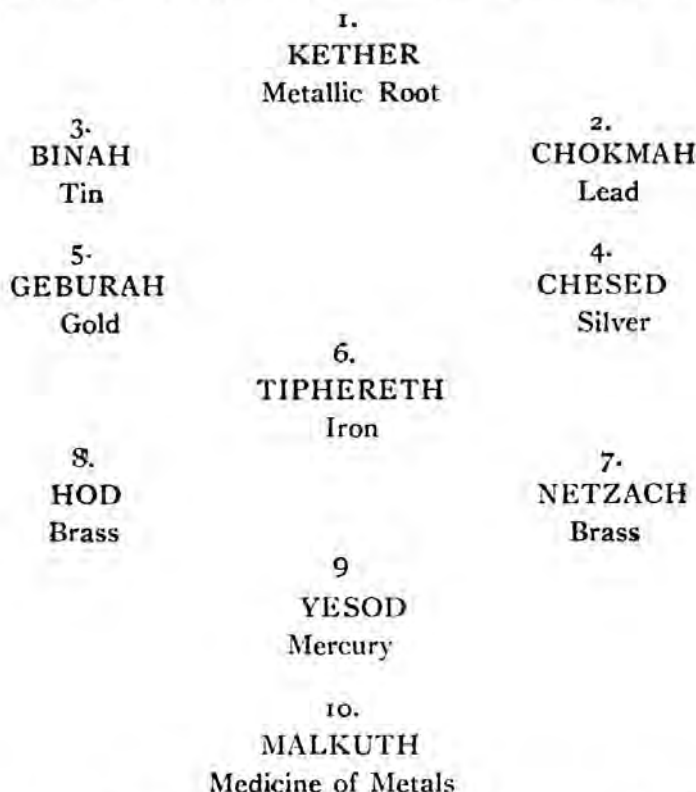 1.
KETHER
Metallic Root
3.
BINAH
Tin
2.
CHOKMAH
Lead
5.
GEBURAH
Gold
4.
CHESED
Silver
6.
TIPHERETH
Iron
8.
HOD
Brass
7.
NETZACH
Brass
9
YESOD
Mercury
10.
MALKUTH
Medicine of Metals